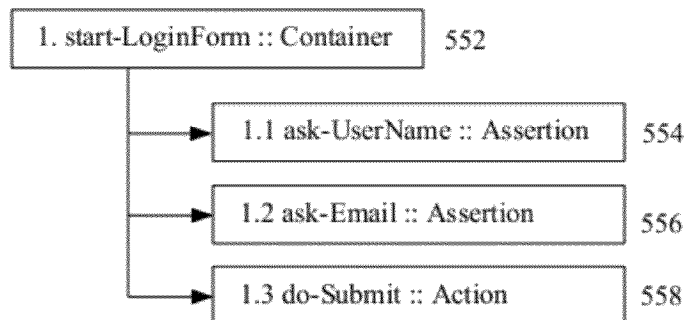 1. start-LoginForm :: Container 552
1.1 ask-UserName :: Assertion 554
1.2 ask-Email :: Assertion 556
1.3 do-Submit :: Action 558